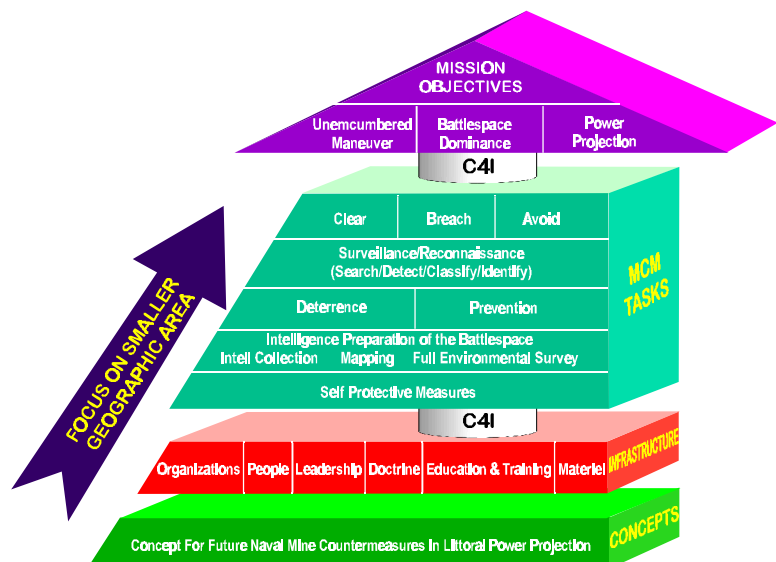 MISSION
OBJECTIVES
Unemcumbered
Maneuver
Battlespace
Dominance
Power
Projection
C4I
Clear
Breach
Avoid
Surveillance/Reconnaissance
(Search/Detect/Classify/Identify)
Deterrence
Prevention
Intelligence Preparation of the Battlespace
Intell Collection Mapping Full Environmental Survey
Self Protective Measures
MCM
TASKS
FOCUS ON SMALLER
GEOGRAPHIC AREA
C4I
Organizations
People
Leadership
Doctrine
Education & Training
Materiel
INFRASTRUCTURE
Concept For Future Naval Mine Countermeasures In Littoral Power Projection
CONCEPTS